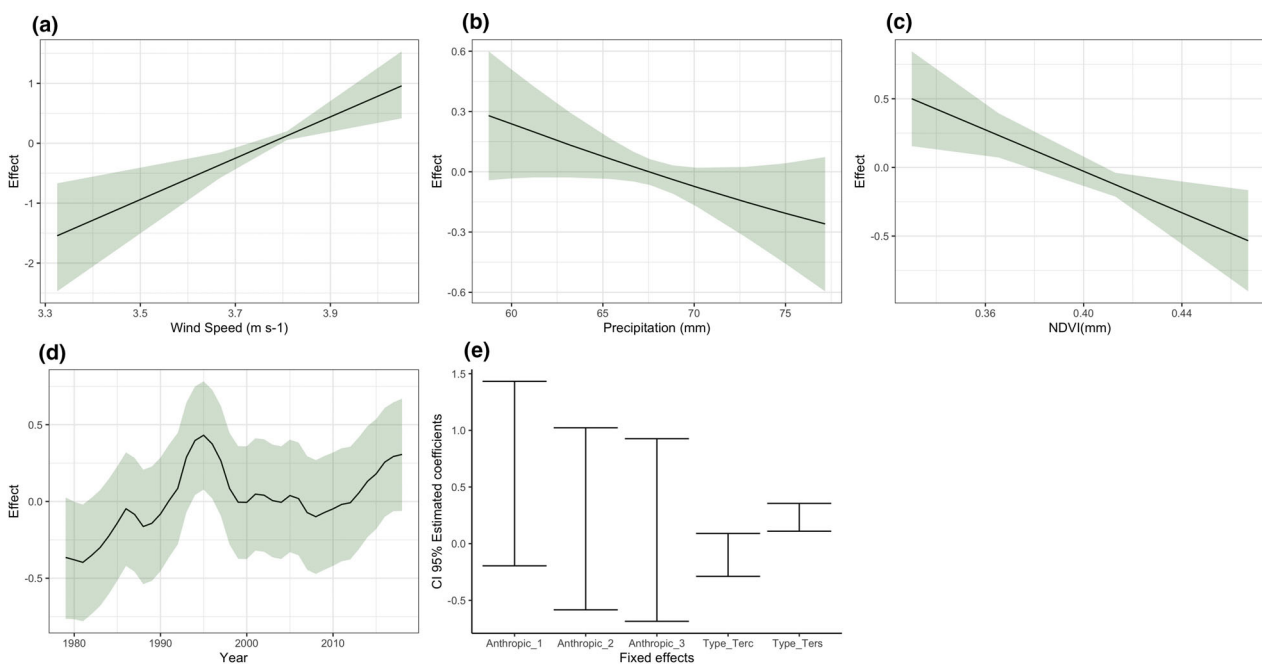 (a)
Effect
1
0
-1
-2
3.3
3.5
3.7
3.9
Wind Speed (m s-1)
(b)
Effect
0.6
0.3
0.0
-0.3
-0.6
60
65
70
75
Precipitation (mm)
(c)
Effect
0.5
0.0
-0.5
0.36
0.40
0.44
NDVI(mm)
(d)
Effect
0.5
0.0
-0.5
1980
1990
2000
2010
Year
(e)
CI 95% Estimated coefficients
1.5
1.0
0.5
0.0
-0.5
Anthropic_1
Anthropic_2
Anthropic_3
Type_Terc
Type_Ters
Fixed effects